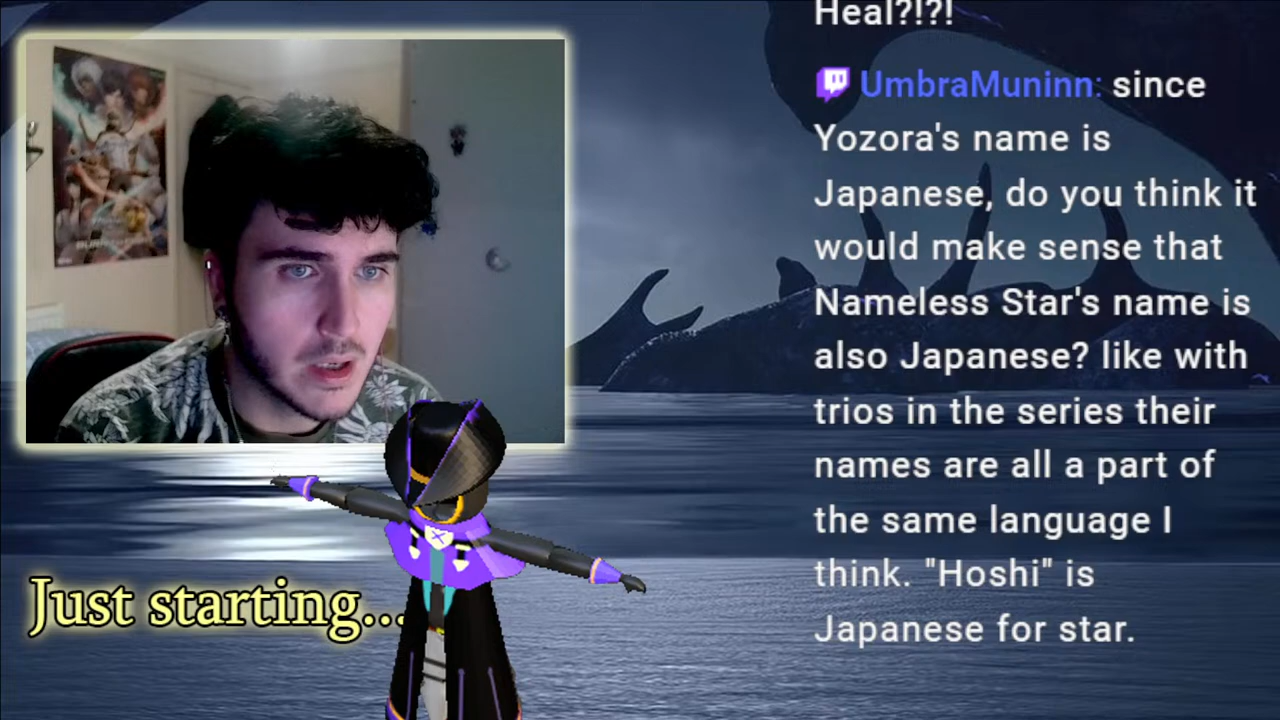 Heal?!?!
UmbraMuninn: since
Yozora's name is
Japanese, do you think it
would make sense that
Nameless Star's name is
also Japanese? like with
trios in the series their
names are all a part of
the same language I
think. "Hoshi" is
Japanese for star.
Just starting...